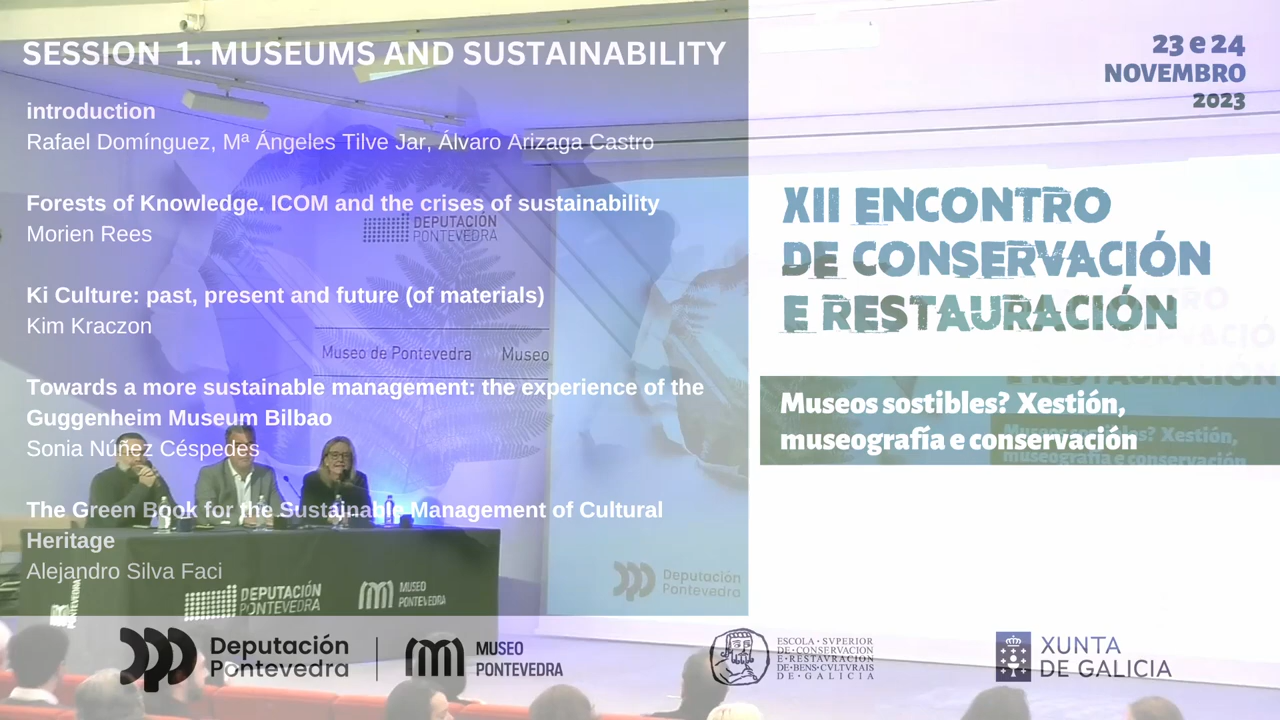 SESSION 1. MUSEUMS AND SUSTAINABILITY
introduction
Rafael Domínguez, Mª Ángeles Tilve Jar, Álvaro Arizaga Castro
Forests of Knowledge. ICOM and the crises of sustainability
Morien Rees
Ki Culture: past, present and future (of materials)
Kim Kraczon
Towards a more sustainable management: the experience of the
Guggenheim Museum Bilbao
Sonia Núñez Céspedes
The Green Book for the Sustainable Management of Cultural
Heritage
Alejandro Silva Faci
DEPUTACIÓN
PONTEVEDRA
Museo de Pontevedra Museo
Deputación
Pontevedra
DEPUTACIÓN
PONTEVEDRA
MUSEO
PONTEVEDRA
23 e 24
NOVEMBRO
2023
XII ENCONTRO
DE CONSERVACIÓN
E RESTAURACIÓN
Museos sostibles? Xestión,
museografía e conservación
Museos sostibles? Xestión,
museografía e conservación
Deputación
Pontevedra
MUSEO
PONTEVEDRA
ESCOLA·SVPERIOR
DE·CONSERVACION
E·RESTAVRACION
DE·BENS·CVLTVRAIS
DE·GALICIA
XUNTA
DE GALICIA